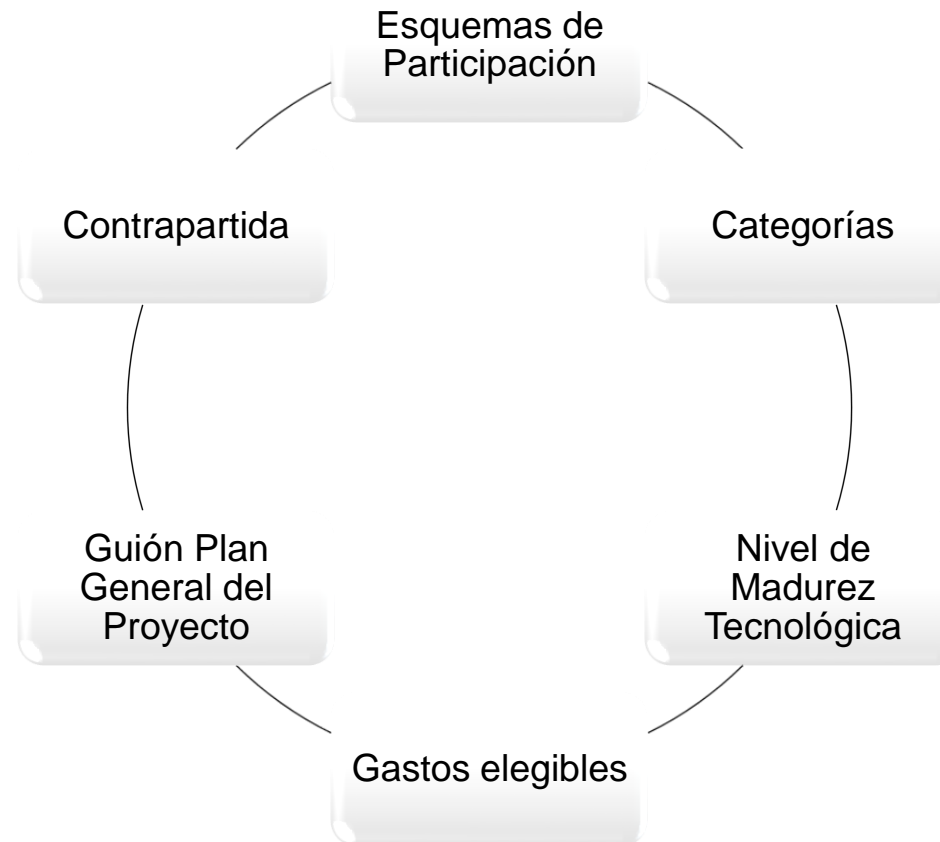 Esquemas de
Participación
Categorías
Nivel de
Madurez
Tecnológica
Gastos elegibles
Guión Plan
General del
Proyecto
Contrapartida